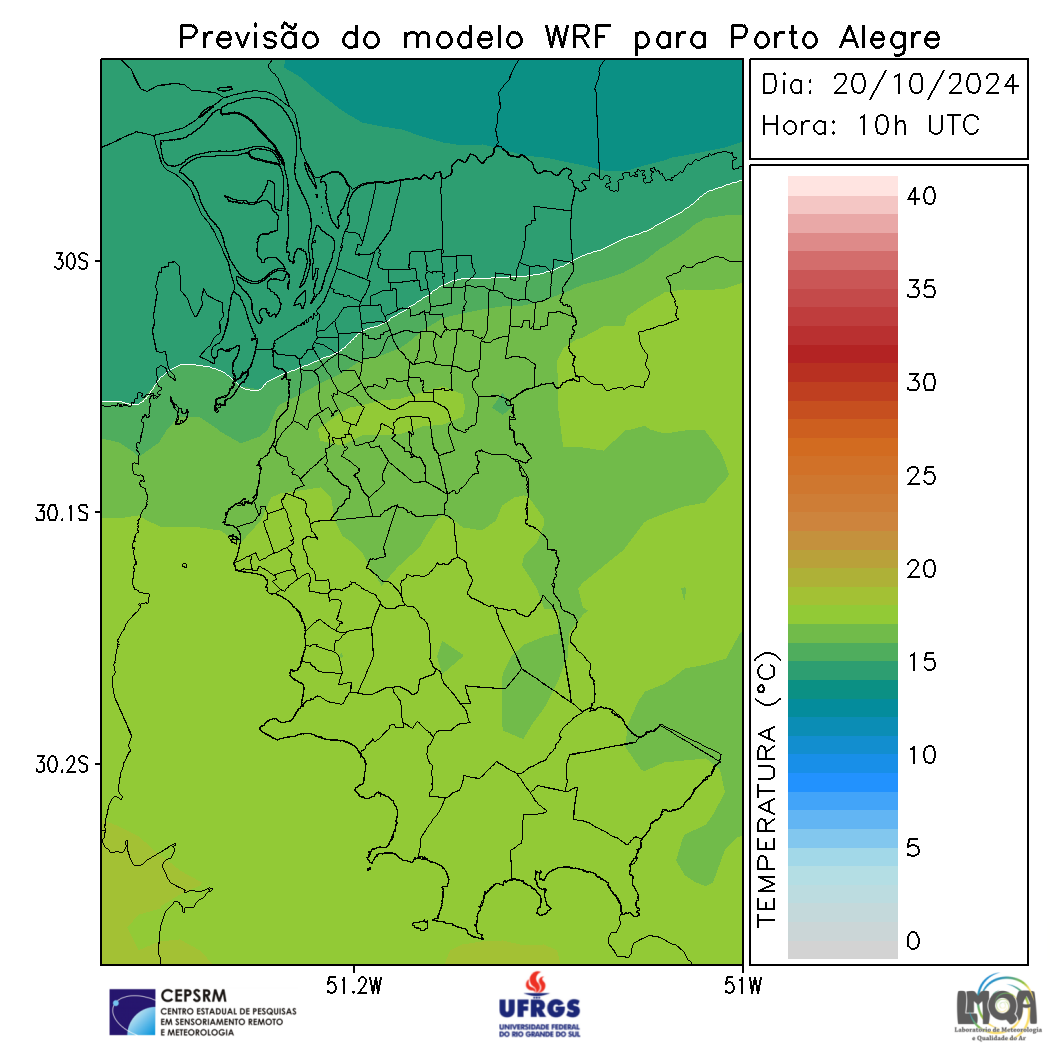 Previsão do modelo WRF para Porto Alegre
Dia: 20/10/2024
Hora: 10h UTC
40
35
30
25
20
15
10
5
0
TEMPERATURA (°C)
30S
30.1S
30.2S
51.2W
51W
CEPSRM
CENTRO ESTADUAL DE PESQUISAS
EM SENSORIAMENTO REMOTO
E METEOROLOGIA
UFRGS
UNIVERSIDADE FEDERAL
DO RIO GRANDE DO SUL
LMQA
Laboratório de Meteorologia
e Qualidade do Ar